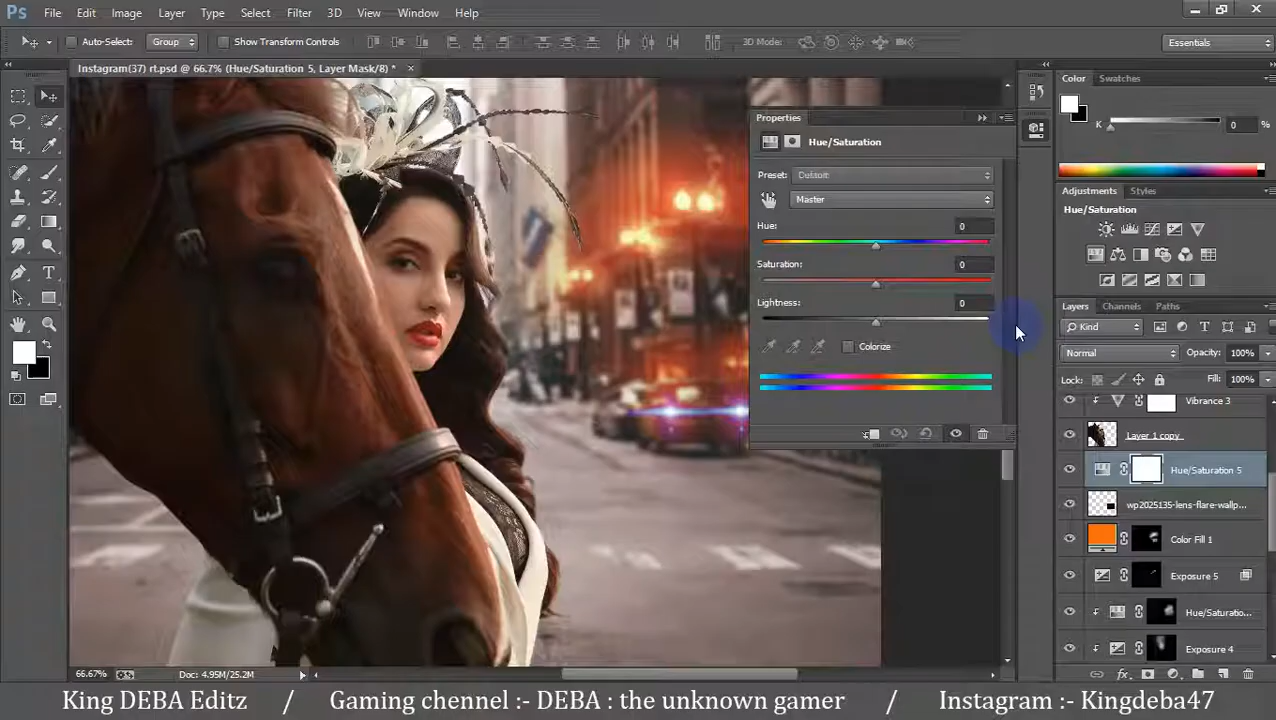 Ps File Edit Image Layer Type Select Filter 3D View Window Help
Auto-Select: Group Show Transform Controls 3D Mode: Essentials
Instagram(37) rt.psd @ 66.7% (Hue/Saturation 5, Layer Mask/8) *
Color Swatches
K 0 %
Properties
Hue/Saturation
Preset: Default
Master
Hue: 0
Saturation: 0
Lightness: 0
Colorize
Adjustments Styles
Hue/Saturation
Layers Channels Paths
Kind
Normal Opacity: 100%
Lock: Fill: 100%
Vibrance 3
Layer 1 copy
Hue/Saturation 5
wp2025135-lens-flare-wallp...
Color Fill 1
Exposure 5
Hue/Saturatio...
Exposure 4
66.67% Doc: 4.95M/25.2M
King DEBA Editz / Gaming chennel :- DEBA : the unknown gamer / Instagram :- Kingdeba47